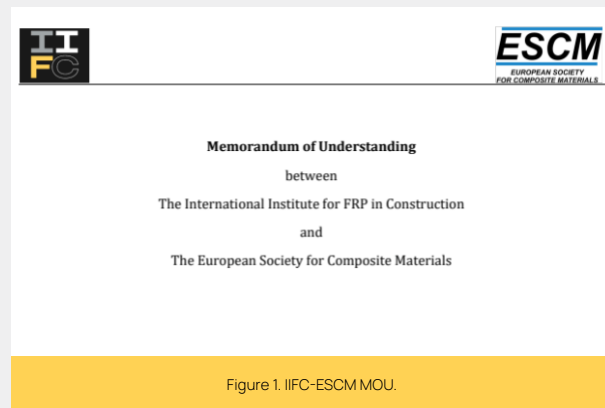 IIFC
ESCM
EUROPEAN SOCIETY
FOR COMPOSITE MATERIALS
Memorandum of Understanding
between
The International Institute for FRP in Construction
and
The European Society for Composite Materials
Figure 1. IIFC-ESCM MOU.